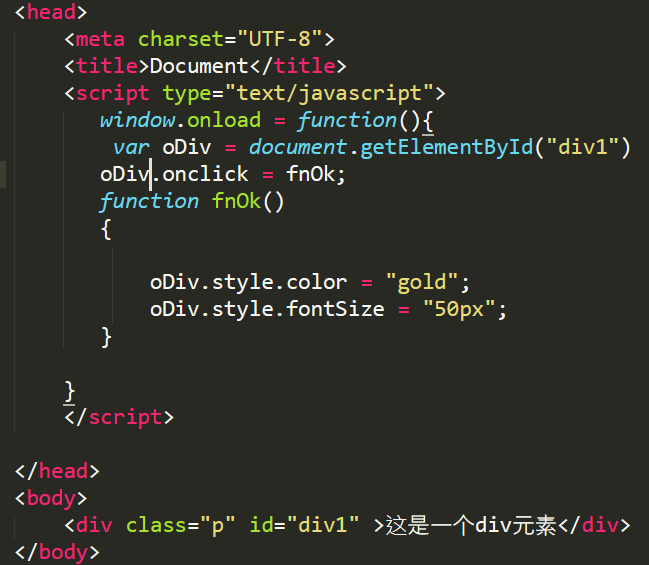 <head>
<meta charset="UTF-8">
<title>Document</title>
<script type="text/javascript">
window.onload = function(){
var oDiv = document.getElementById("div1")
oDiv.onclick = fnOk;
function fnOk()
{
oDiv.style.color = "gold";
oDiv.style.fontSize = "50px";
}
}
</script>
</head>
<body>
<div class="p" id="div1" >这是一个div元素</div>
</body>